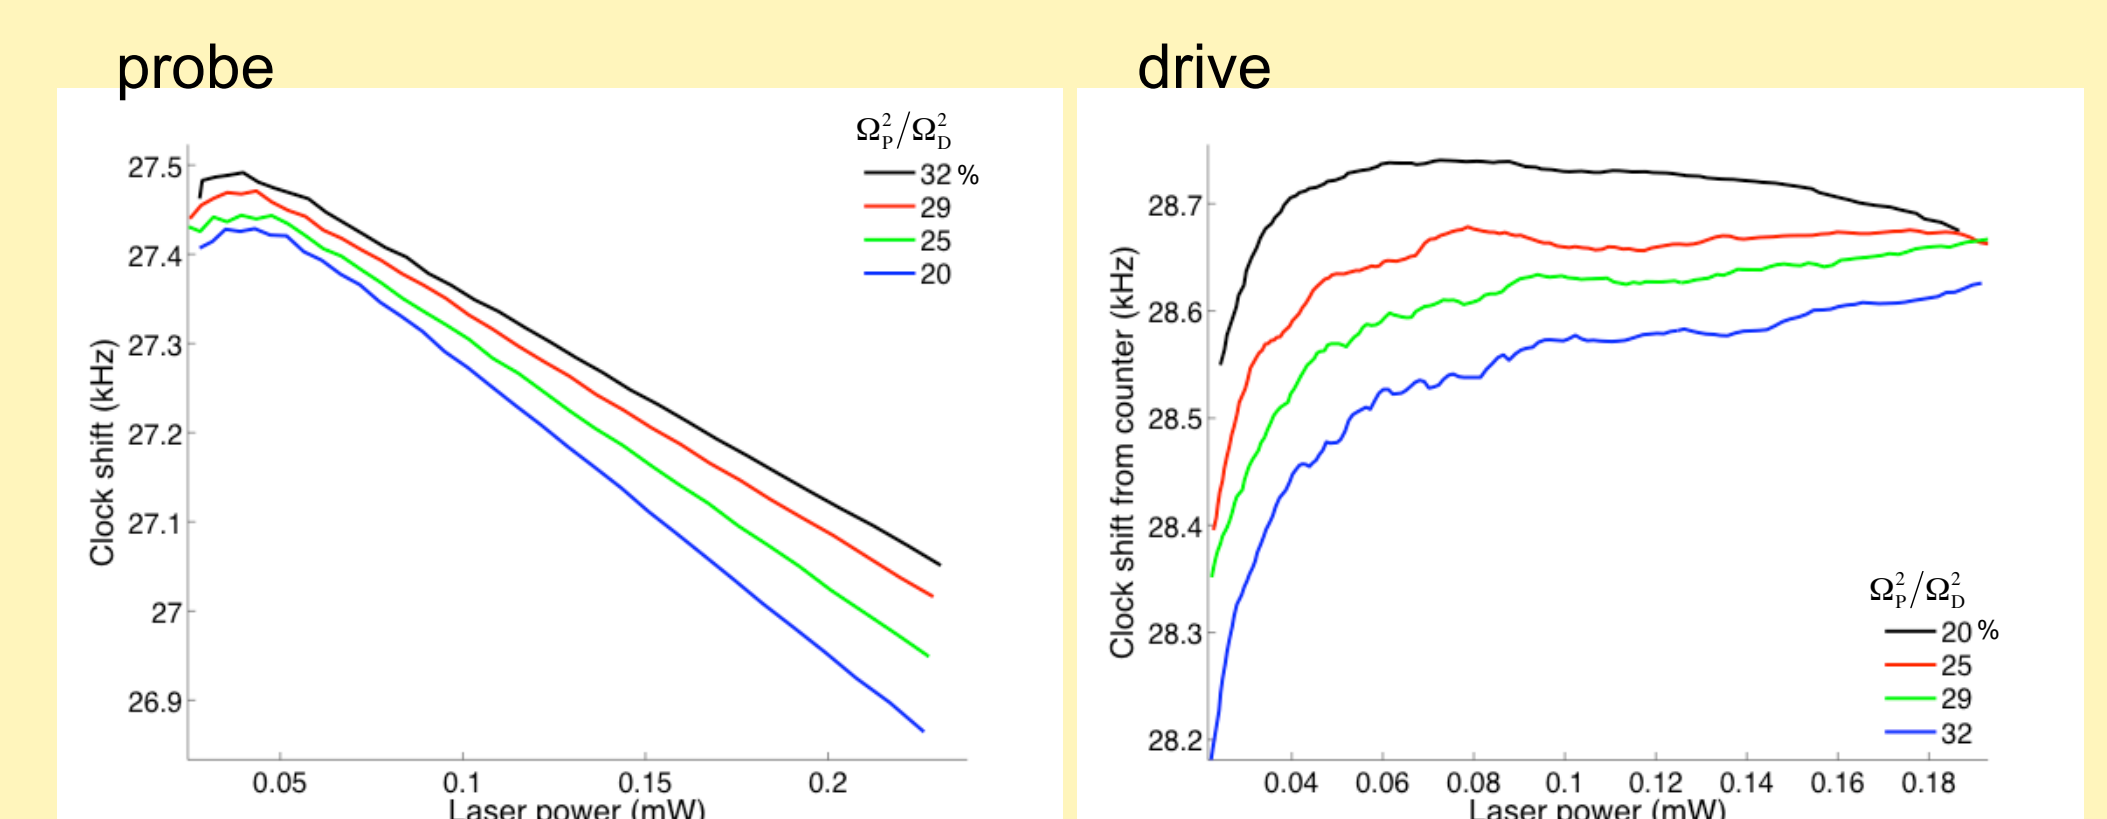 probe
drive
Ω²P/Ω²D
32 %
29
25
20
27.5
27.4
27.3
27.2
27.1
27
26.9
Clock shift (kHz)
0.05 0.1 0.15 0.2
Laser power (mW)
28.7
28.6
28.5
28.4
28.3
28.2
Clock shift from counter (kHz)
Ω²P/Ω²D
20 %
25
29
32
0.04 0.06 0.08 0.1 0.12 0.14 0.16 0.18
Laser power (mW)